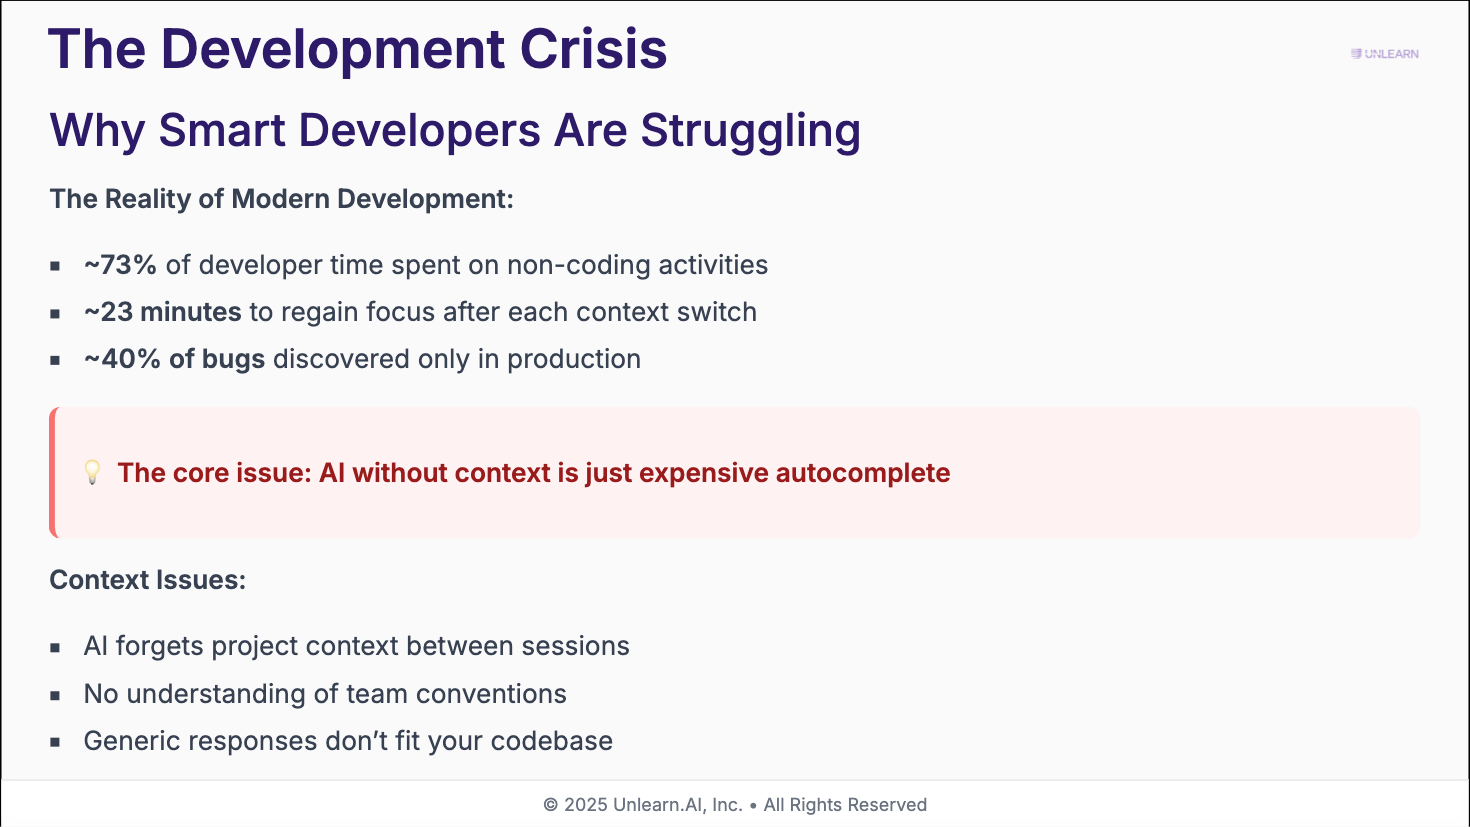 The Development Crisis
UNLEARN
Why Smart Developers Are Struggling
The Reality of Modern Development:
▪ ~73% of developer time spent on non-coding activities
▪ ~23 minutes to regain focus after each context switch
▪ ~40% of bugs discovered only in production
💡 The core issue: AI without context is just expensive autocomplete
Context Issues:
▪ AI forgets project context between sessions
▪ No understanding of team conventions
▪ Generic responses don’t fit your codebase
© 2025 Unlearn.AI, Inc. • All Rights Reserved